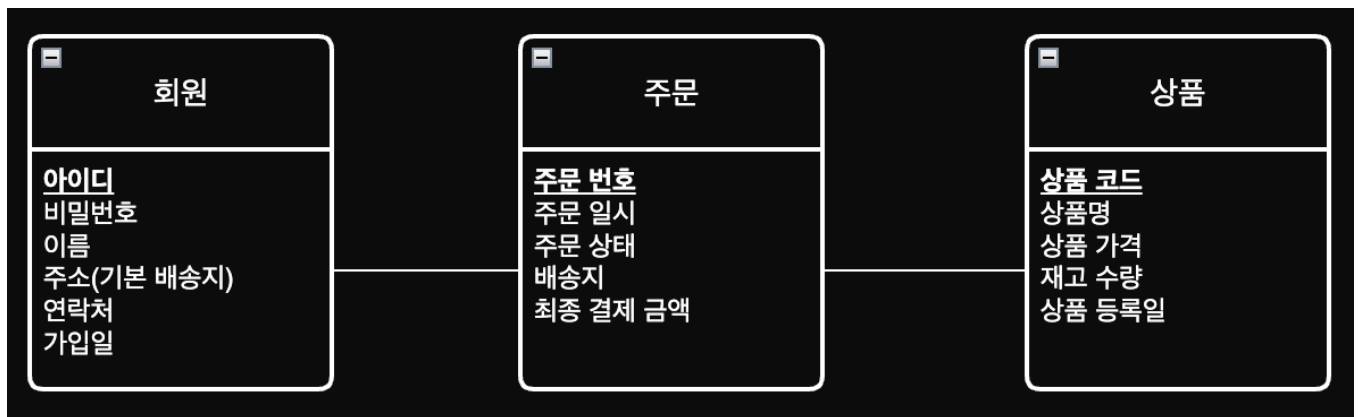 회원
아이디
비밀번호
이름
주소(기본 배송지)
연락처
가입일
주문
주문 번호
주문 일시
주문 상태
배송지
최종 결제 금액
상품
상품 코드
상품명
상품 가격
재고 수량
상품 등록일